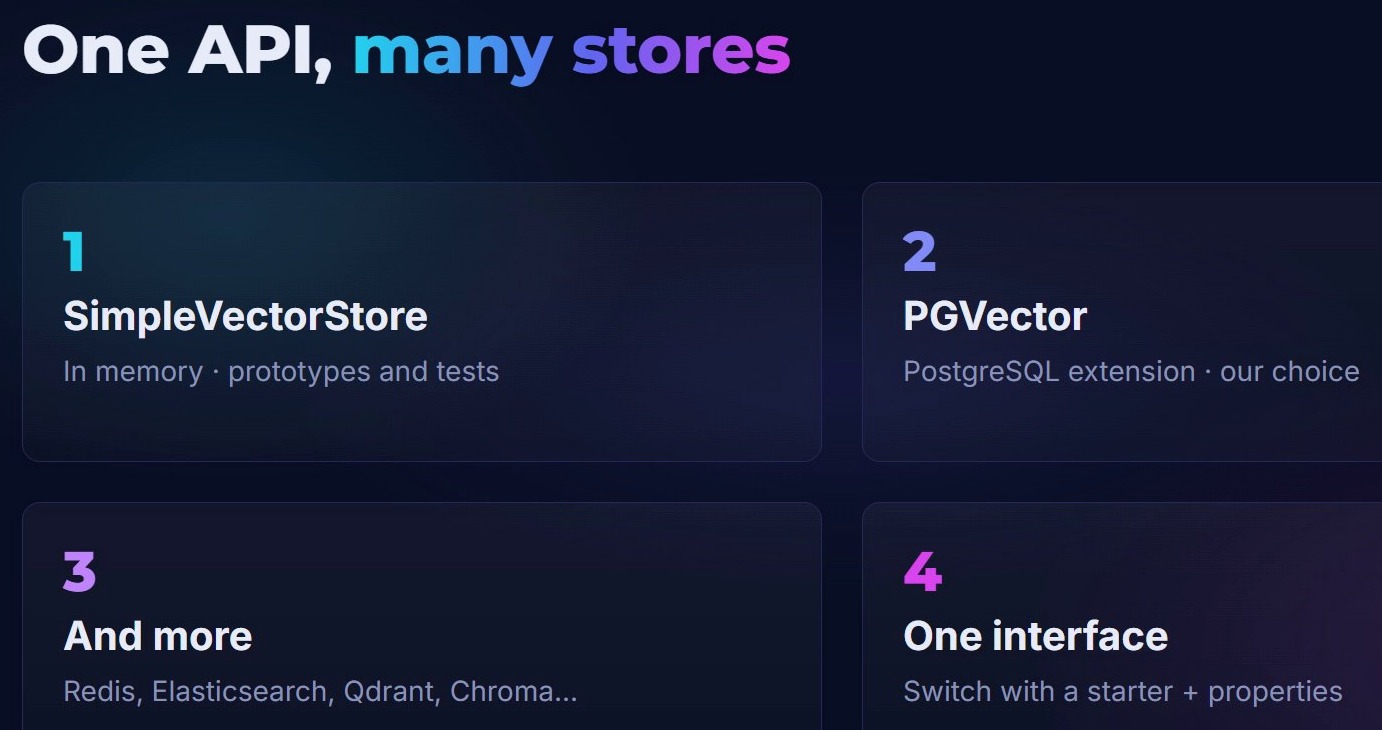 One API, many stores
1
SimpleVectorStore
In memory · prototypes and tests
2
PGVector
PostgreSQL extension · our choice
3
And more
Redis, Elasticsearch, Qdrant, Chroma...
4
One interface
Switch with a starter + properties